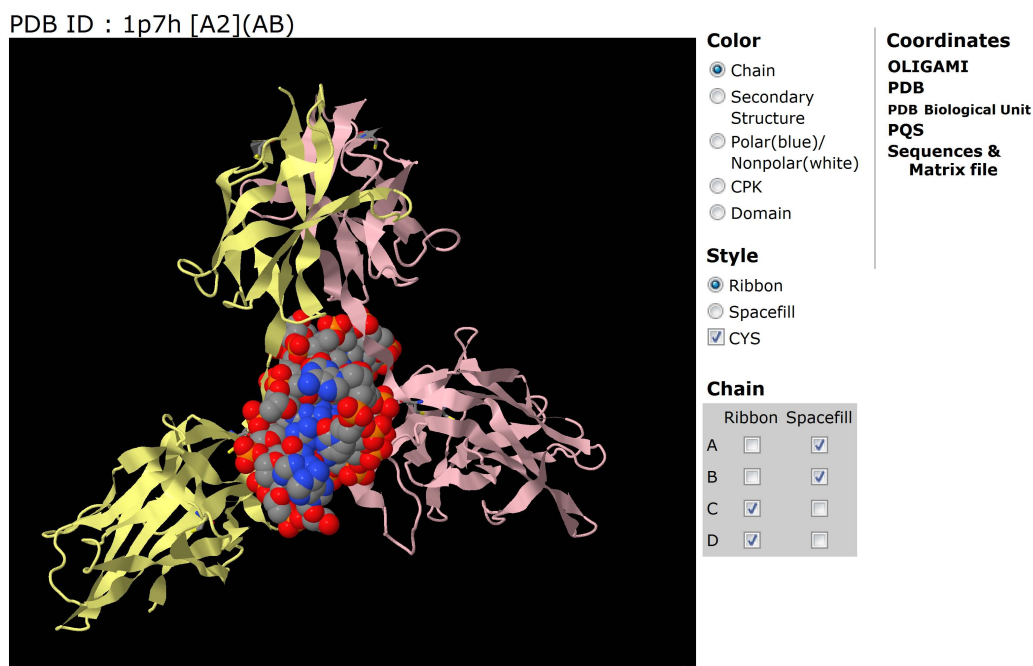 PDB ID : 1p7h [A2](AB)
Color
Chain
Secondary
Structure
Polar(blue)/
Nonpolar(white)
CPK
Domain
Style
Ribbon
Spacefill
CYS
Chain
Ribbon Spacefill
A
B
C
D
Coordinates
OLIGAMI
PDB
PDB Biological Unit
PQS
Sequences &
Matrix file